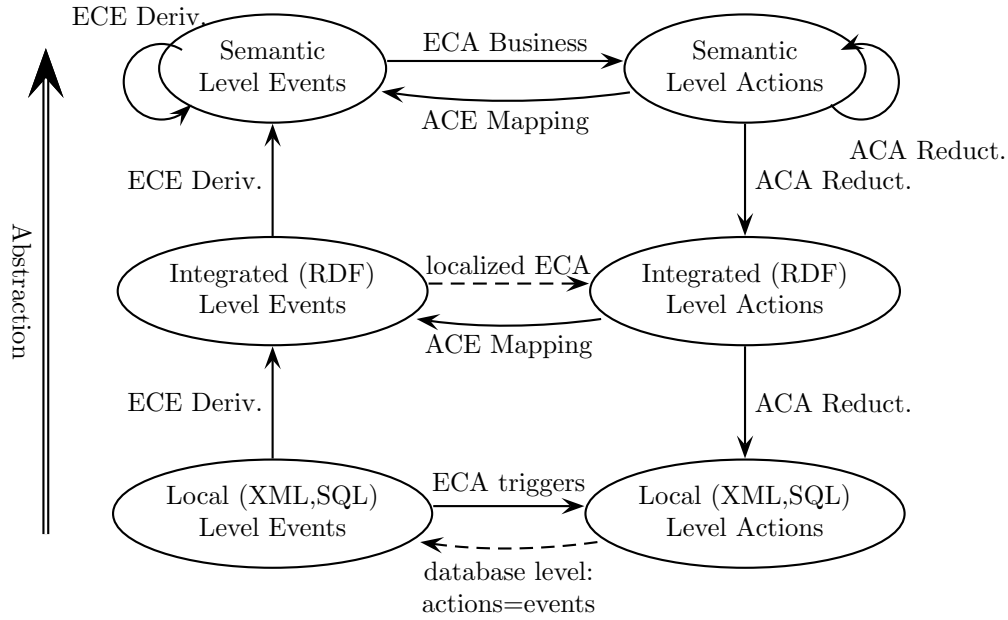 ECE Deriv.
Semantic
Level Events
ECA Business
ACE Mapping
Semantic
Level Actions
ACA Reduct.
ECE Deriv.
ACA Reduct.
Abstraction
Integrated (RDF)
Level Events
localized ECA
ACE Mapping
Integrated (RDF)
Level Actions
ECE Deriv.
ACA Reduct.
Local (XML,SQL)
Level Events
ECA triggers
Local (XML,SQL)
Level Actions
database level:
actions=events